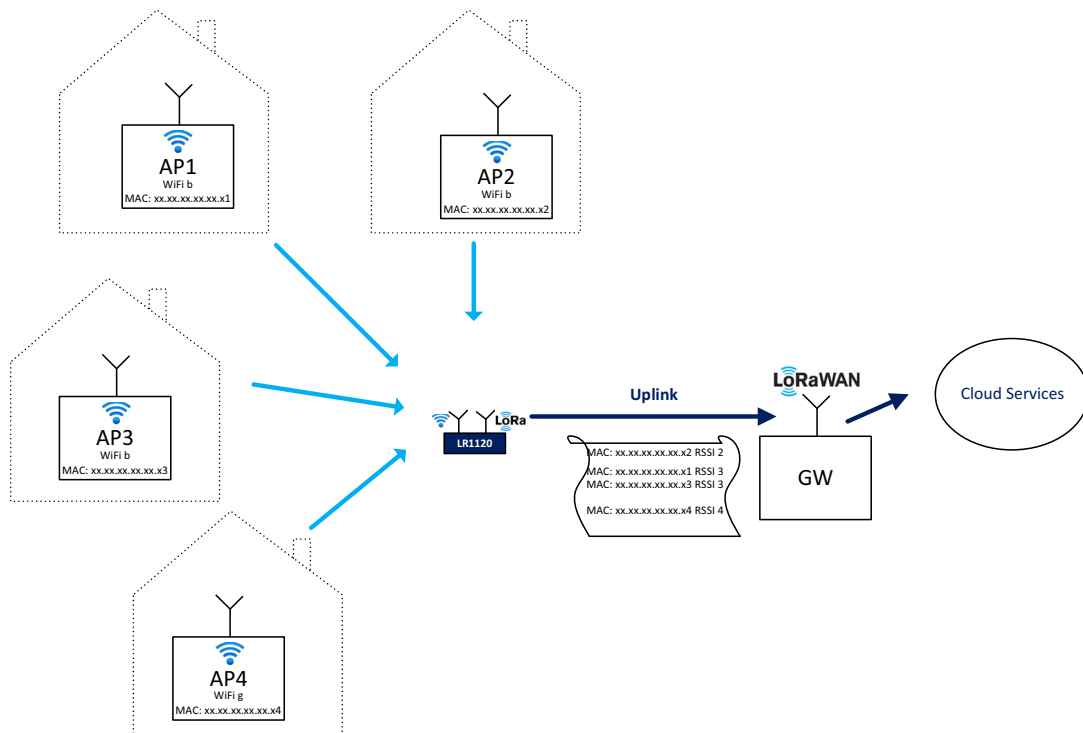 AP1
WiFi b
MAC: xx.xx.xx.xx.xx.x1
AP2
WiFi b
MAC: xx.xx.xx.xx.xx.x2
AP3
WiFi b
MAC: xx.xx.xx.xx.xx.x3
AP4
WiFi g
MAC: xx.xx.xx.xx.xx.x4
LoRa
LR1120
Uplink
MAC: xx.xx.xx.xx.xx.x2 RSSI 2
MAC: xx.xx.xx.xx.xx.x1 RSSI 3
MAC: xx.xx.xx.xx.xx.x3 RSSI 3
MAC: xx.xx.xx.xx.xx.x4 RSSI 4
LoRaWAN
GW
Cloud Services